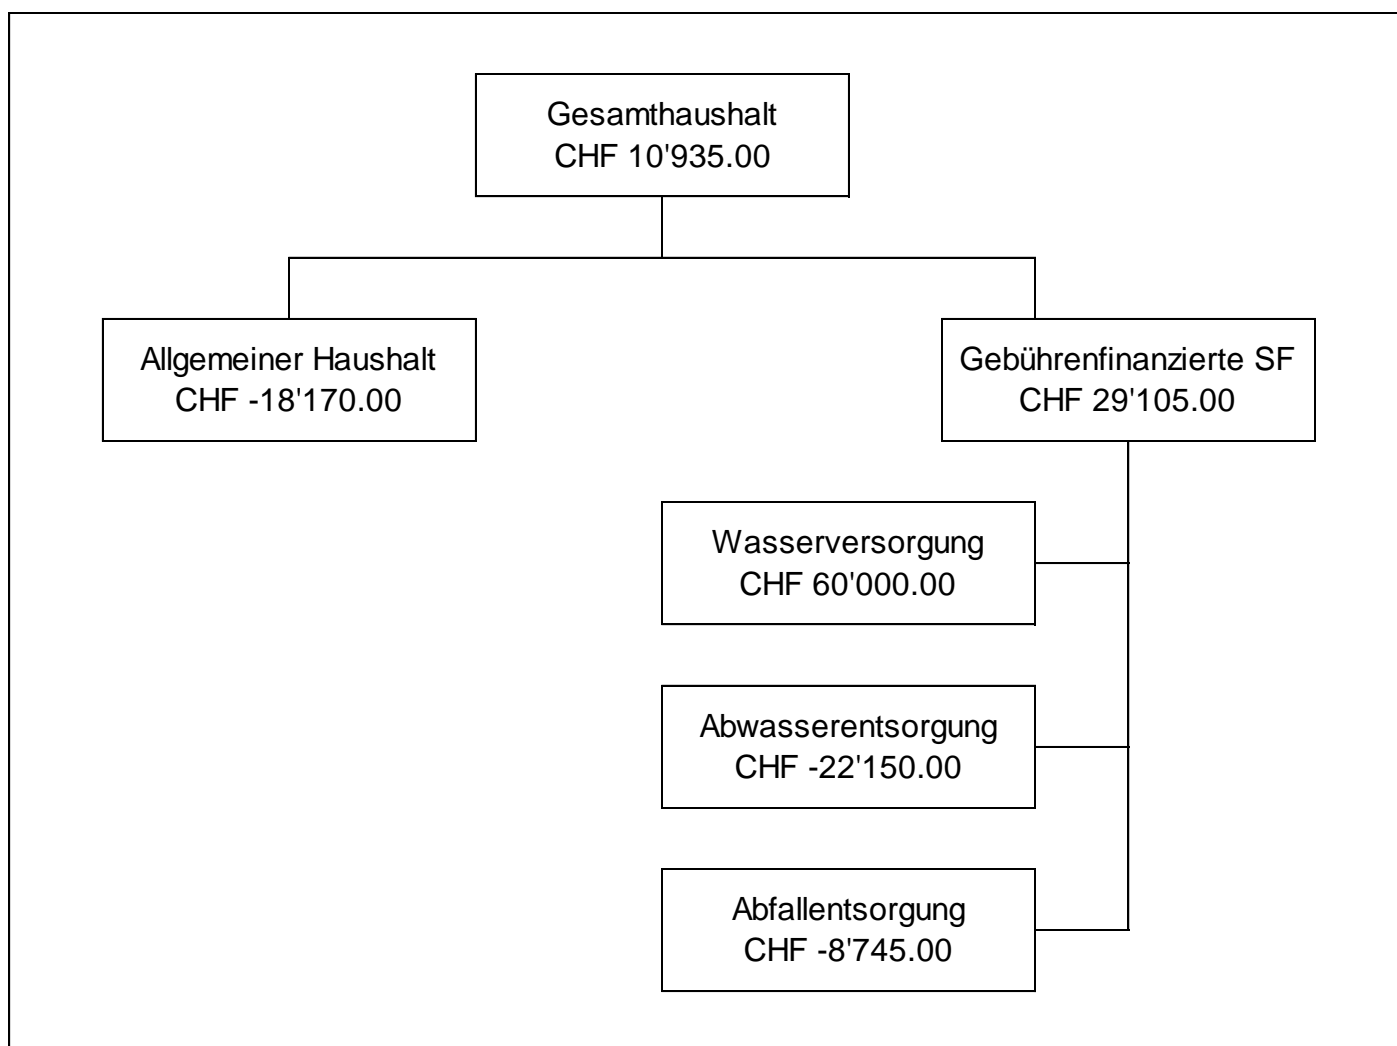 Gesamthaushalt
CHF 10'935.00
Allgemeiner Haushalt
CHF -18'170.00
Gebührenfinanzierte SF
CHF 29'105.00
Wasserversorgung
CHF 60'000.00
Abwasserentsorgung
CHF -22'150.00
Abfallentsorgung
CHF -8'745.00